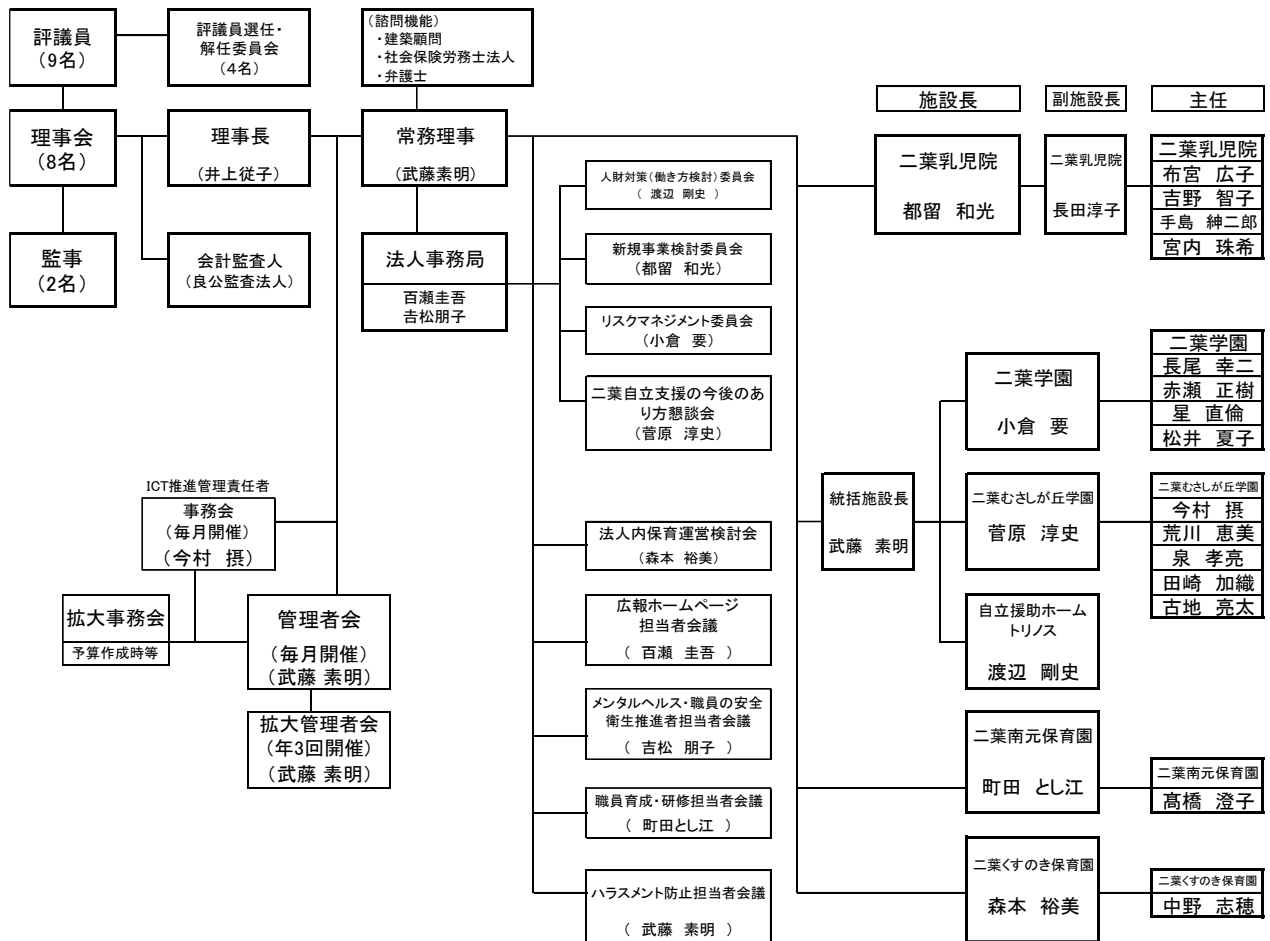 評議員
(9名)
評議員選任・
解任委員会
(4名)
(諮問機能)
・建築顧問
・社会保険労務士法人
・弁護士
理事会
(8名)
理事長
(井上従子)
常務理事
(武藤素明)
監事
(2名)
会計監査人
(良公監査法人)
法人事務局
百瀬圭吾
吉松朋子
人財対策(働き方検討)委員会
( 渡辺 剛史 )
新規事業検討委員会
(都留 和光)
リスクマネジメント委員会
(小倉 要)
二葉自立支援の今後のあ
り方懇談会
(菅原 淳史)
法人内保育運営検討会
(森本 裕美)
広報ホームページ
担当者会議
( 百瀬 圭吾 )
メンタルヘルス・職員の安全
衛生推進者担当者会議
( 吉松 朋子 )
職員育成・研修担当者会議
( 町田とし江 )
ハラスメント防止担当者会議
( 武藤 素明 )
ICT推進管理責任者
事務会
(毎月開催)
(今村 摂)
拡大事務会
予算作成時等
管理者会
(毎月開催)
(武藤 素明)
拡大管理者会
(年3回開催)
(武藤 素明)
施設長
副施設長
主任
二葉乳児院
都留 和光
二葉乳児院
長田淳子
二葉乳児院
布宮 広子
吉野 智子
手島 紳二郎
宮内 珠希
統括施設長
武藤 素明
二葉学園
小倉 要
二葉学園
長尾 幸二
赤瀬 正樹
星 直倫
松井 夏子
二葉むさしが丘学園
菅原 淳史
二葉むさしが丘学園
今村 摂
荒川 恵美
泉 孝亮
田崎 加織
古地 亮太
自立援助ホーム
トリノス
渡辺 剛史
二葉南元保育園
町田 とし江
二葉南元保育園
髙橋 澄子
二葉くすのき保育園
森本 裕美
二葉くすのき保育園
中野 志穂